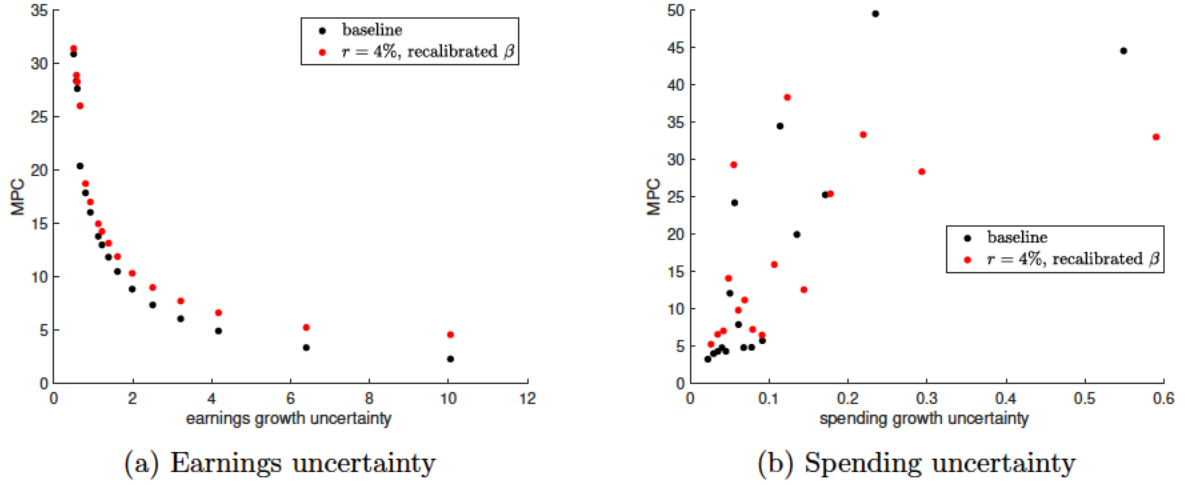 35
30
25
20
15
10
5
0
MPC
baseline
r = 4%, recalibrated β
0 2 4 6 8 10 12
earnings growth uncertainty
(a) Earnings uncertainty
50
45
40
35
30
25
20
15
10
5
0
MPC
baseline
r = 4%, recalibrated β
0 0.1 0.2 0.3 0.4 0.5 0.6
spending growth uncertainty
(b) Spending uncertainty